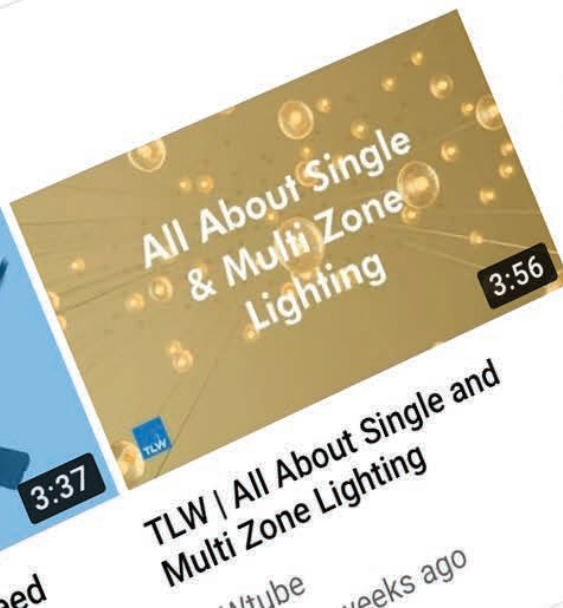 All About Single
& Multi Zone
Lighting
3:56
TLW
3:37
TLW | All About Single and
Multi Zone Lighting